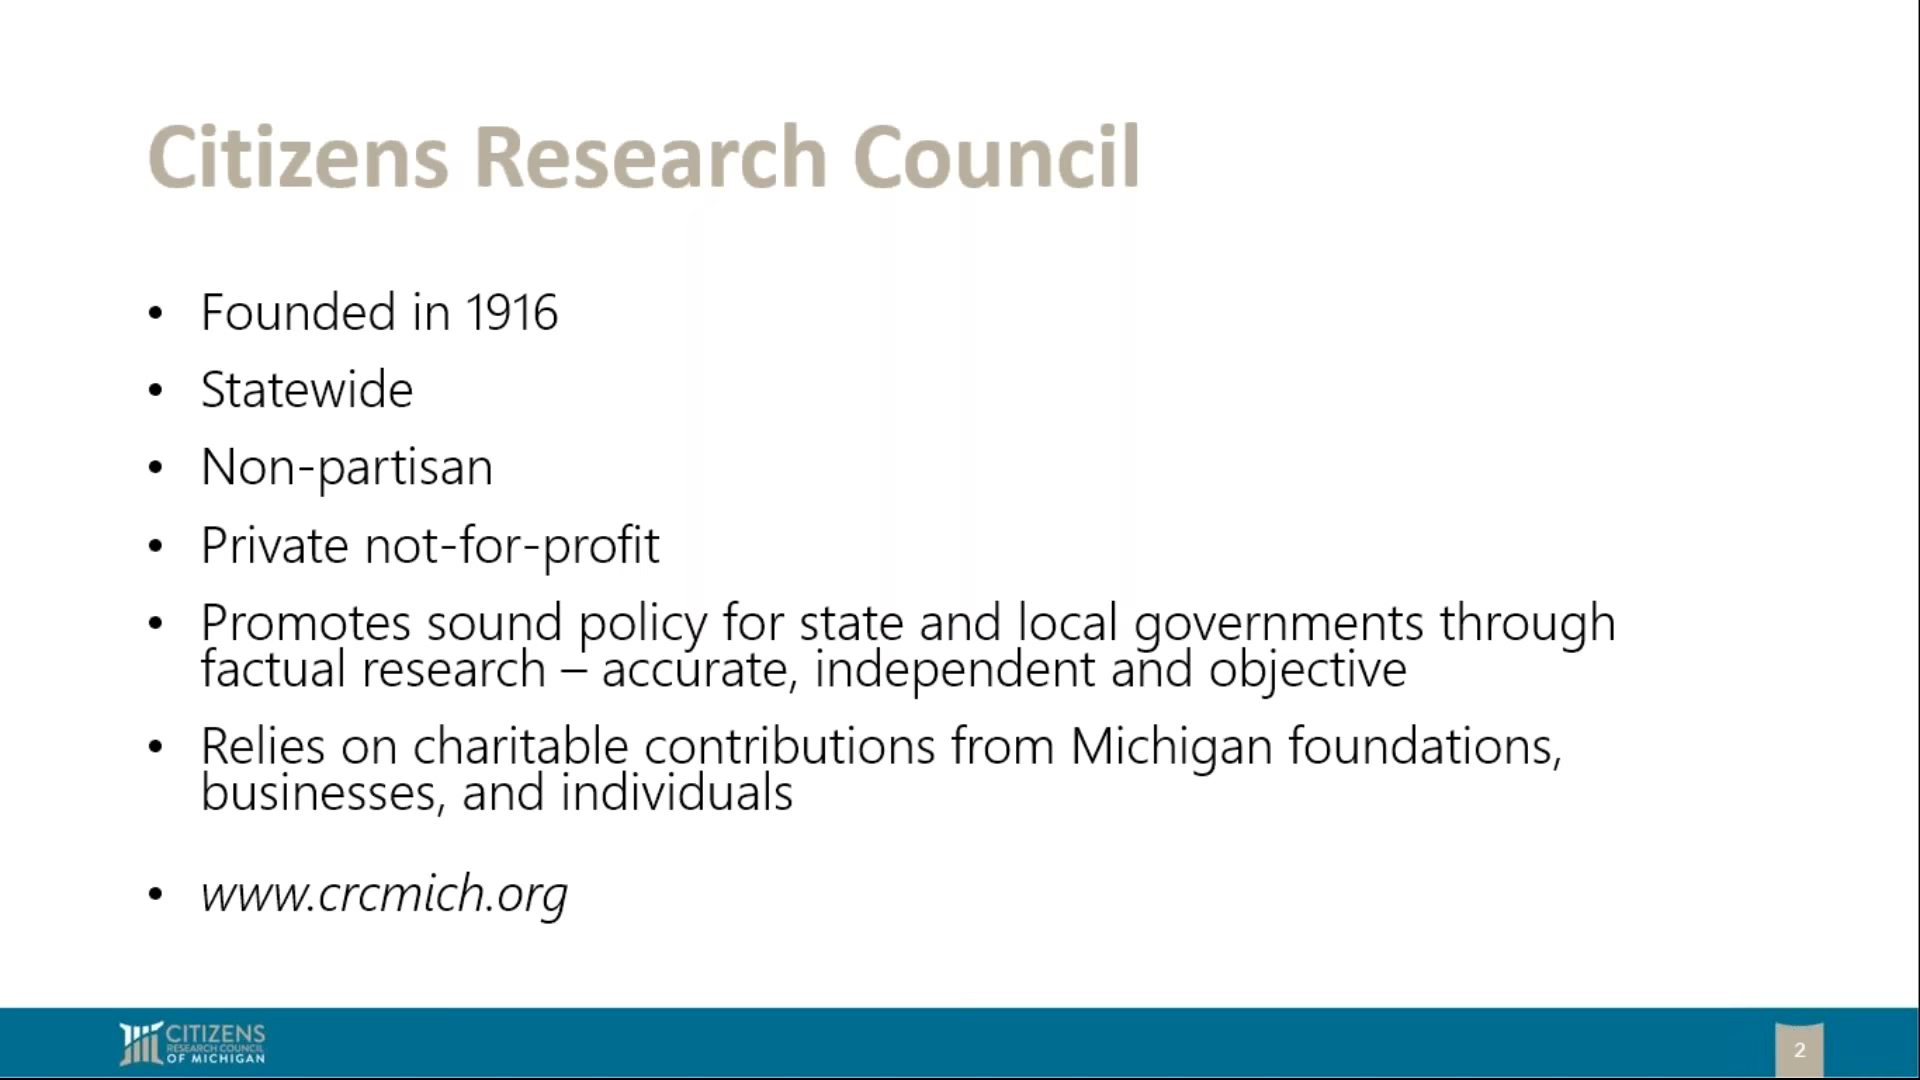 Citizens Research Council
• Founded in 1916
• Statewide
• Non-partisan
• Private not-for-profit
• Promotes sound policy for state and local governments through
factual research – accurate, independent and objective
• Relies on charitable contributions from Michigan foundations,
businesses, and individuals
• www.crcmich.org
CITIZENS
RESEARCH COUNCIL
OF MICHIGAN
2